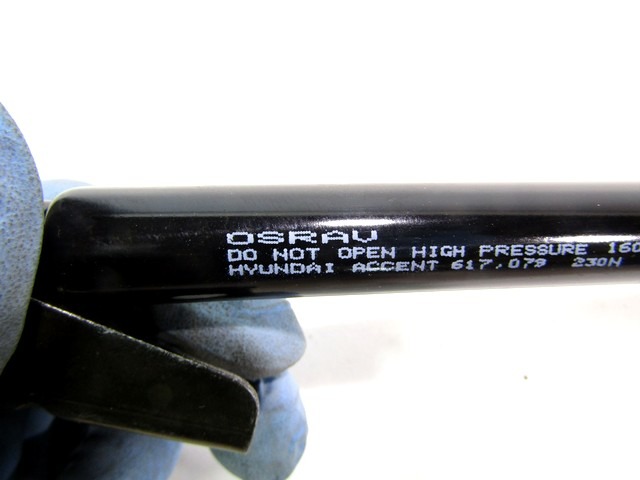 OSRAV
DO NOT OPEN HIGH PRESSURE 160
HYUNDAI ACCENT 617.079 230N